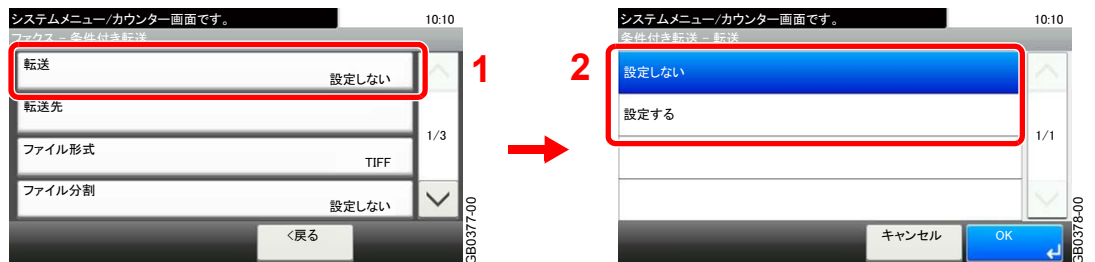 システムメニュー/カウンター画面です。
10:10
ファクス - 条件付き転送
転送
設定しない
転送先
ファイル形式
TIFF
ファイル分割
設定しない
1/3
<戻る
GB0377-00
1
2
システムメニュー/カウンター画面です。
10:10
条件付き転送 - 転送
設定しない
設定する
1/1
キャンセル
OK
GB0378-00